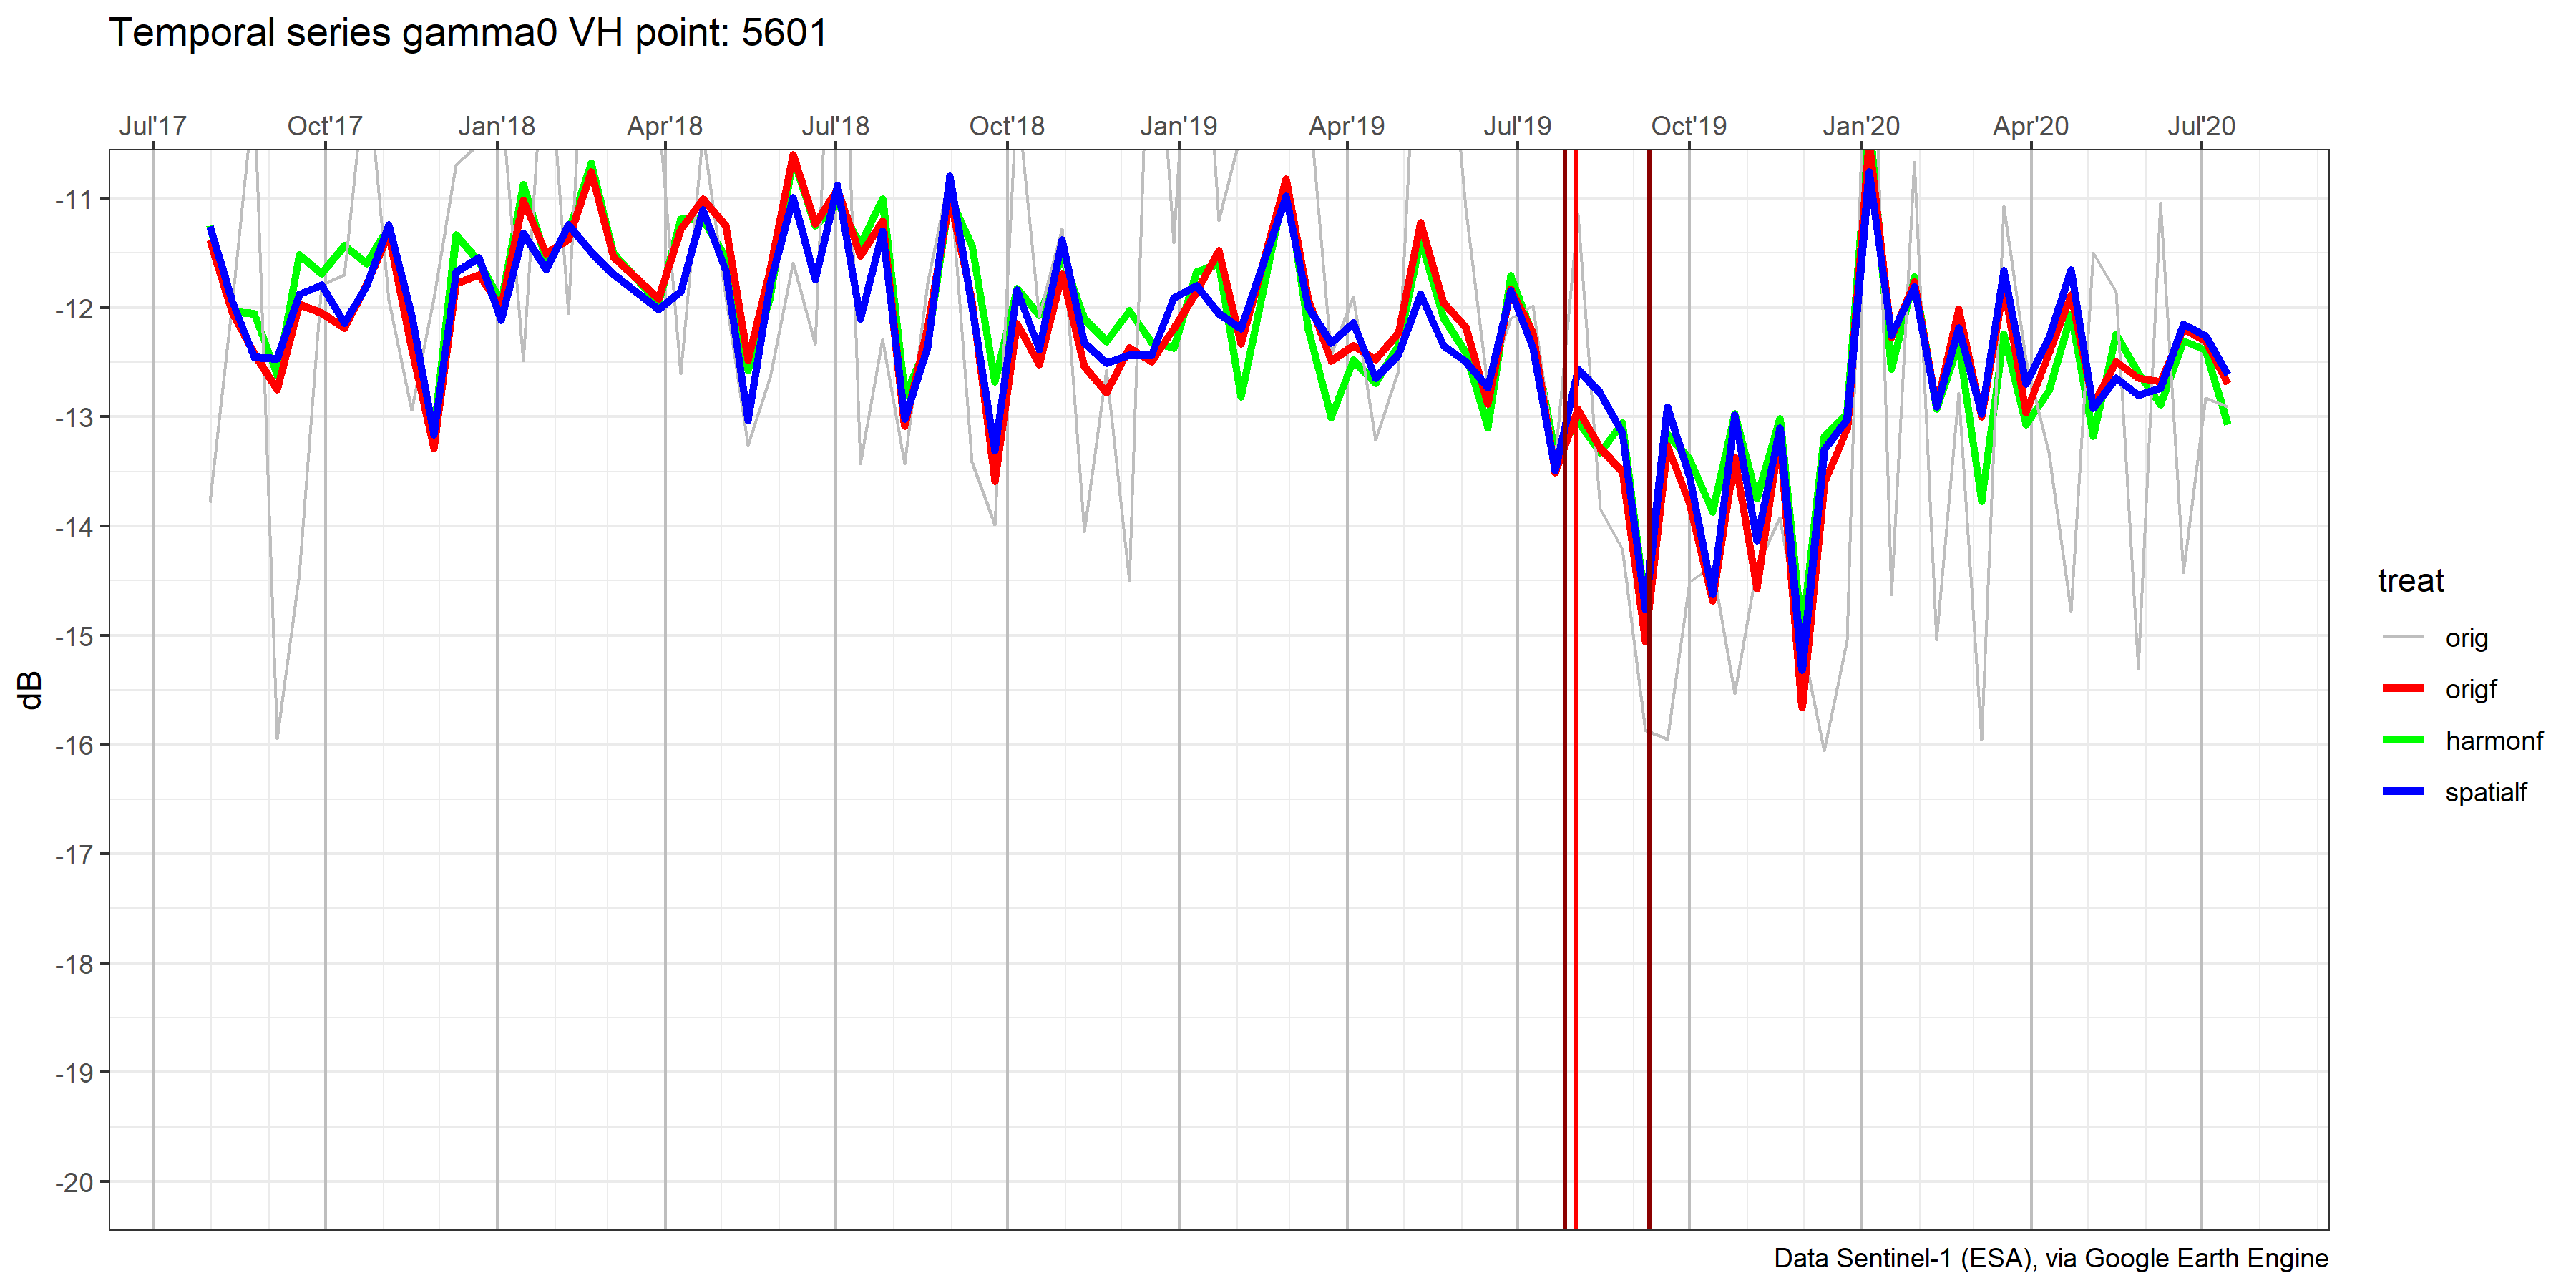 Temporal series gamma0 VH point: 5601
Jul'17 Oct'17 Jan'18 Apr'18 Jul'18 Oct'18 Jan'19 Apr'19 Jul'19 Oct'19 Jan'20 Apr'20 Jul'20
-11
-12
-13
-14
-15
-16
-17
-18
-19
-20
dB
treat
orig
origf
harmonf
spatialf
Data Sentinel-1 (ESA), via Google Earth Engine